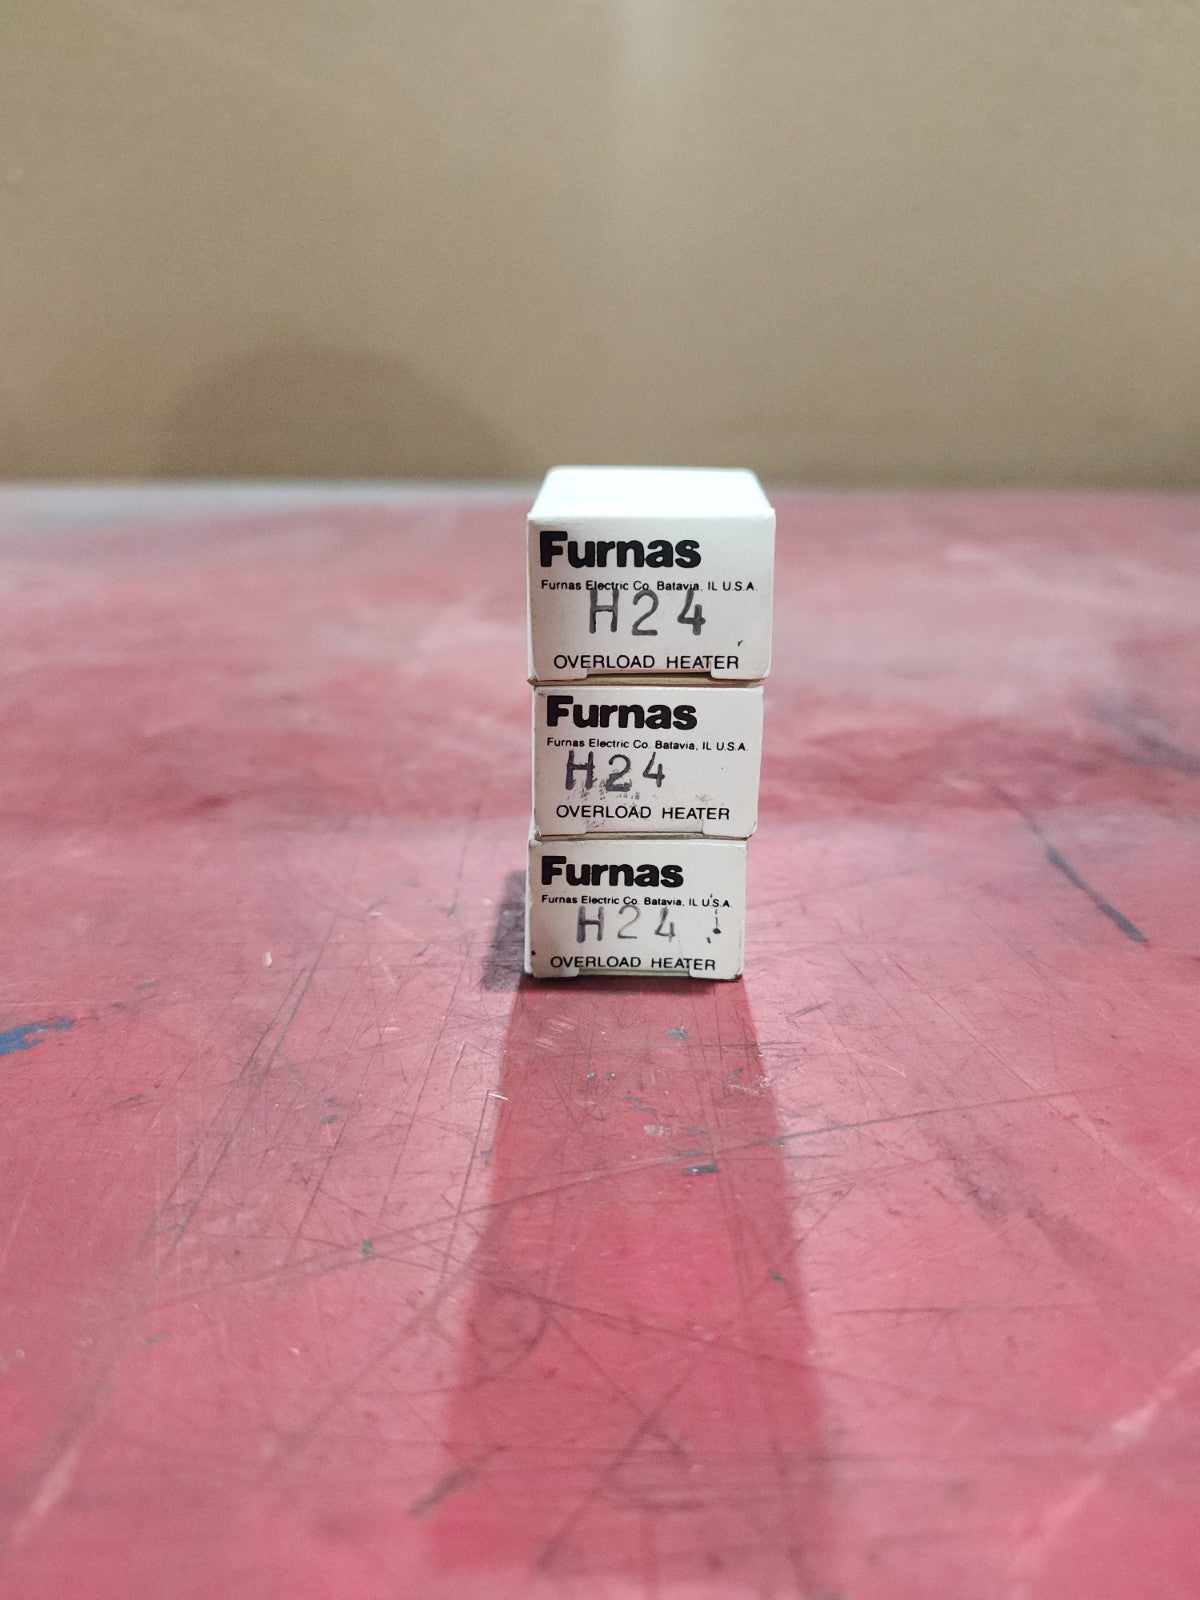 Furnas
Furnas Electric Co. Batavia, IL U.S.A.
H24
OVERLOAD HEATER
Furnas
Furnas Electric Co. Batavia, IL U.S.A.
H24
OVERLOAD HEATER
Furnas
Furnas Electric Co. Batavia, IL U.S.A.
H24
OVERLOAD HEATER